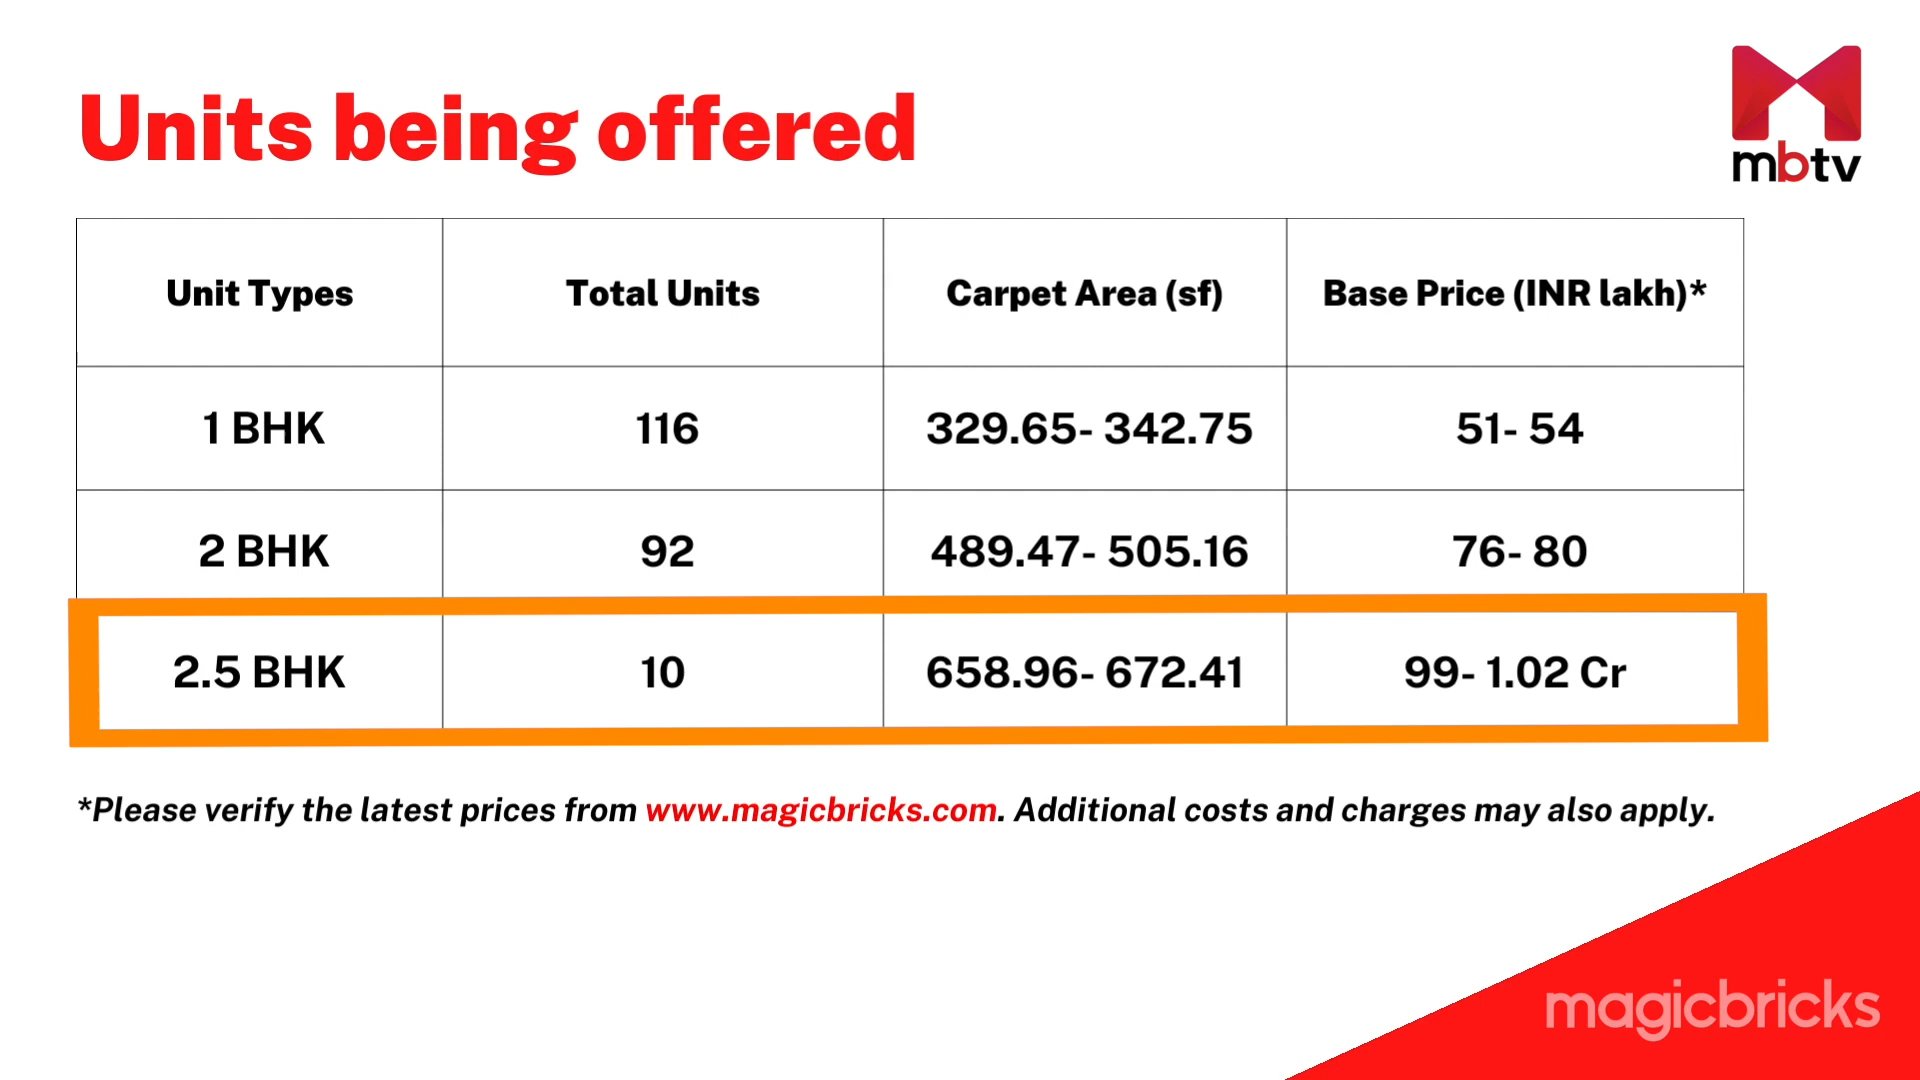 Units being offered
mbtv
Unit Types Total Units Carpet Area (sf) Base Price (INR lakh)*
1 BHK 116 329.65- 342.75 51- 54
2 BHK 92 489.47- 505.16 76- 80
2.5 BHK 10 658.96- 672.41 99- 1.02 Cr
*Please verify the latest prices from www.magicbricks.com. Additional costs and charges may also apply.
magicbricks